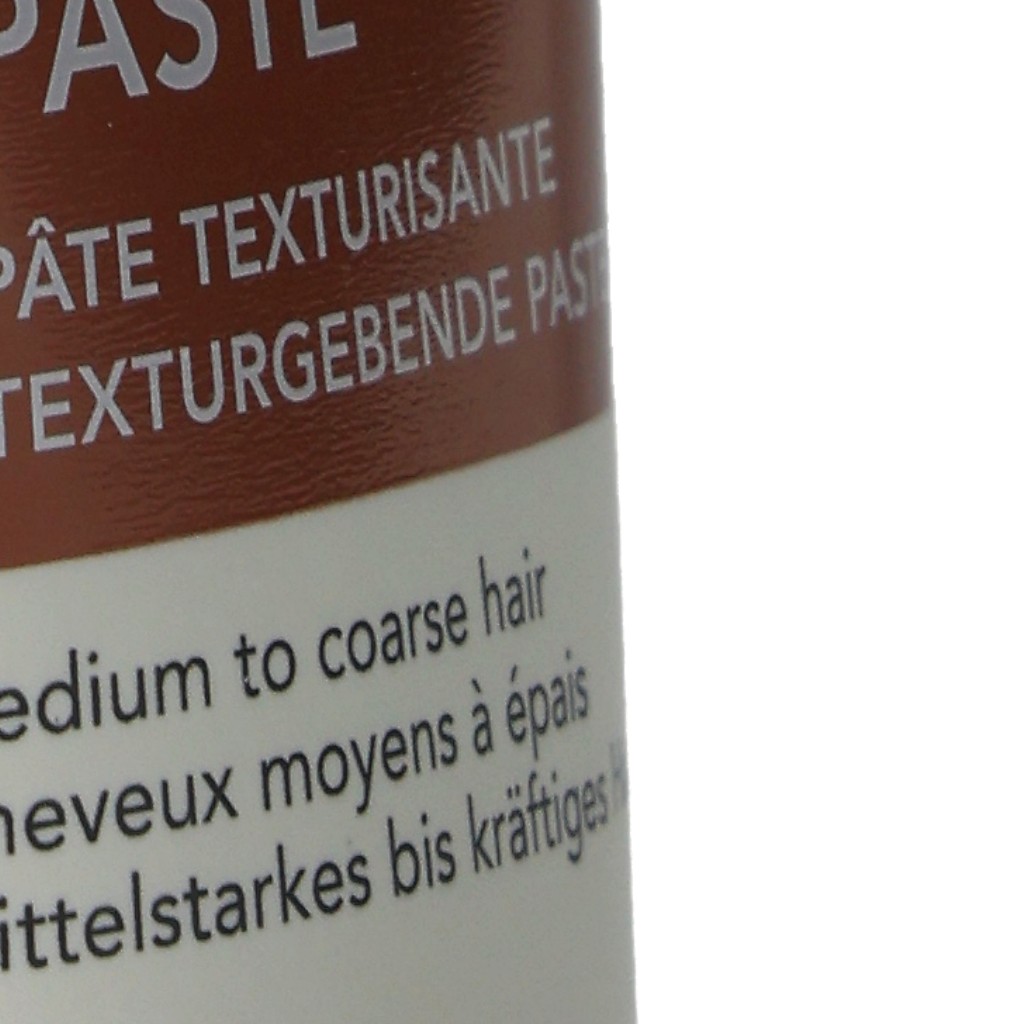 PASTE
PÂTE TEXTURISANTE
TEXTURGEBENDE PASTE
edium to coarse hair
heveux moyens à épais
ittelstarkes bis kräftiges